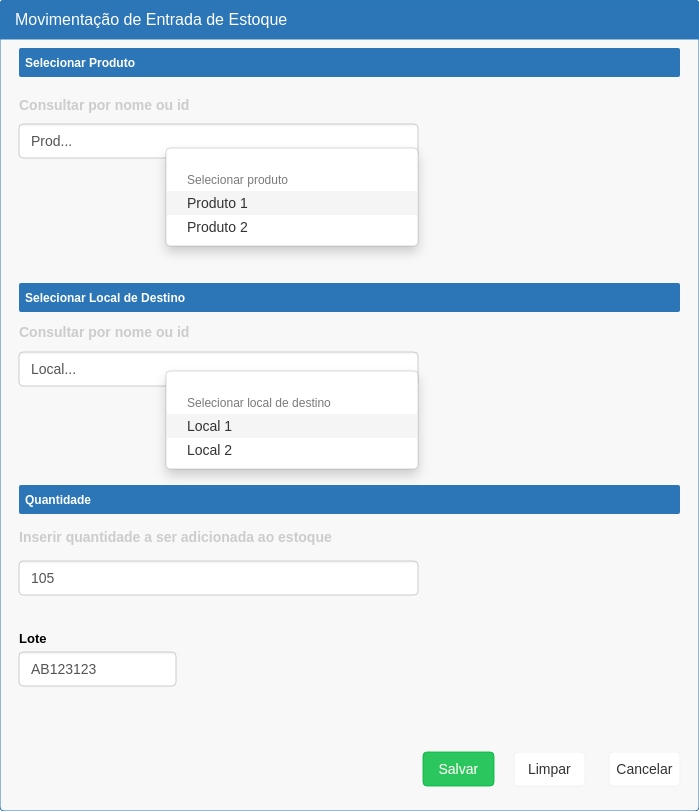 Movimentação de Entrada de Estoque
Selecionar Produto
Consultar por nome ou id
Prod...
Selecionar produto
Produto 1
Produto 2
Selecionar Local de Destino
Consultar por nome ou id
Local...
Selecionar local de destino
Local 1
Local 2
Quantidade
Inserir quantidade a ser adicionada ao estoque
105
Lote
AB123123
Salvar Limpar Cancelar